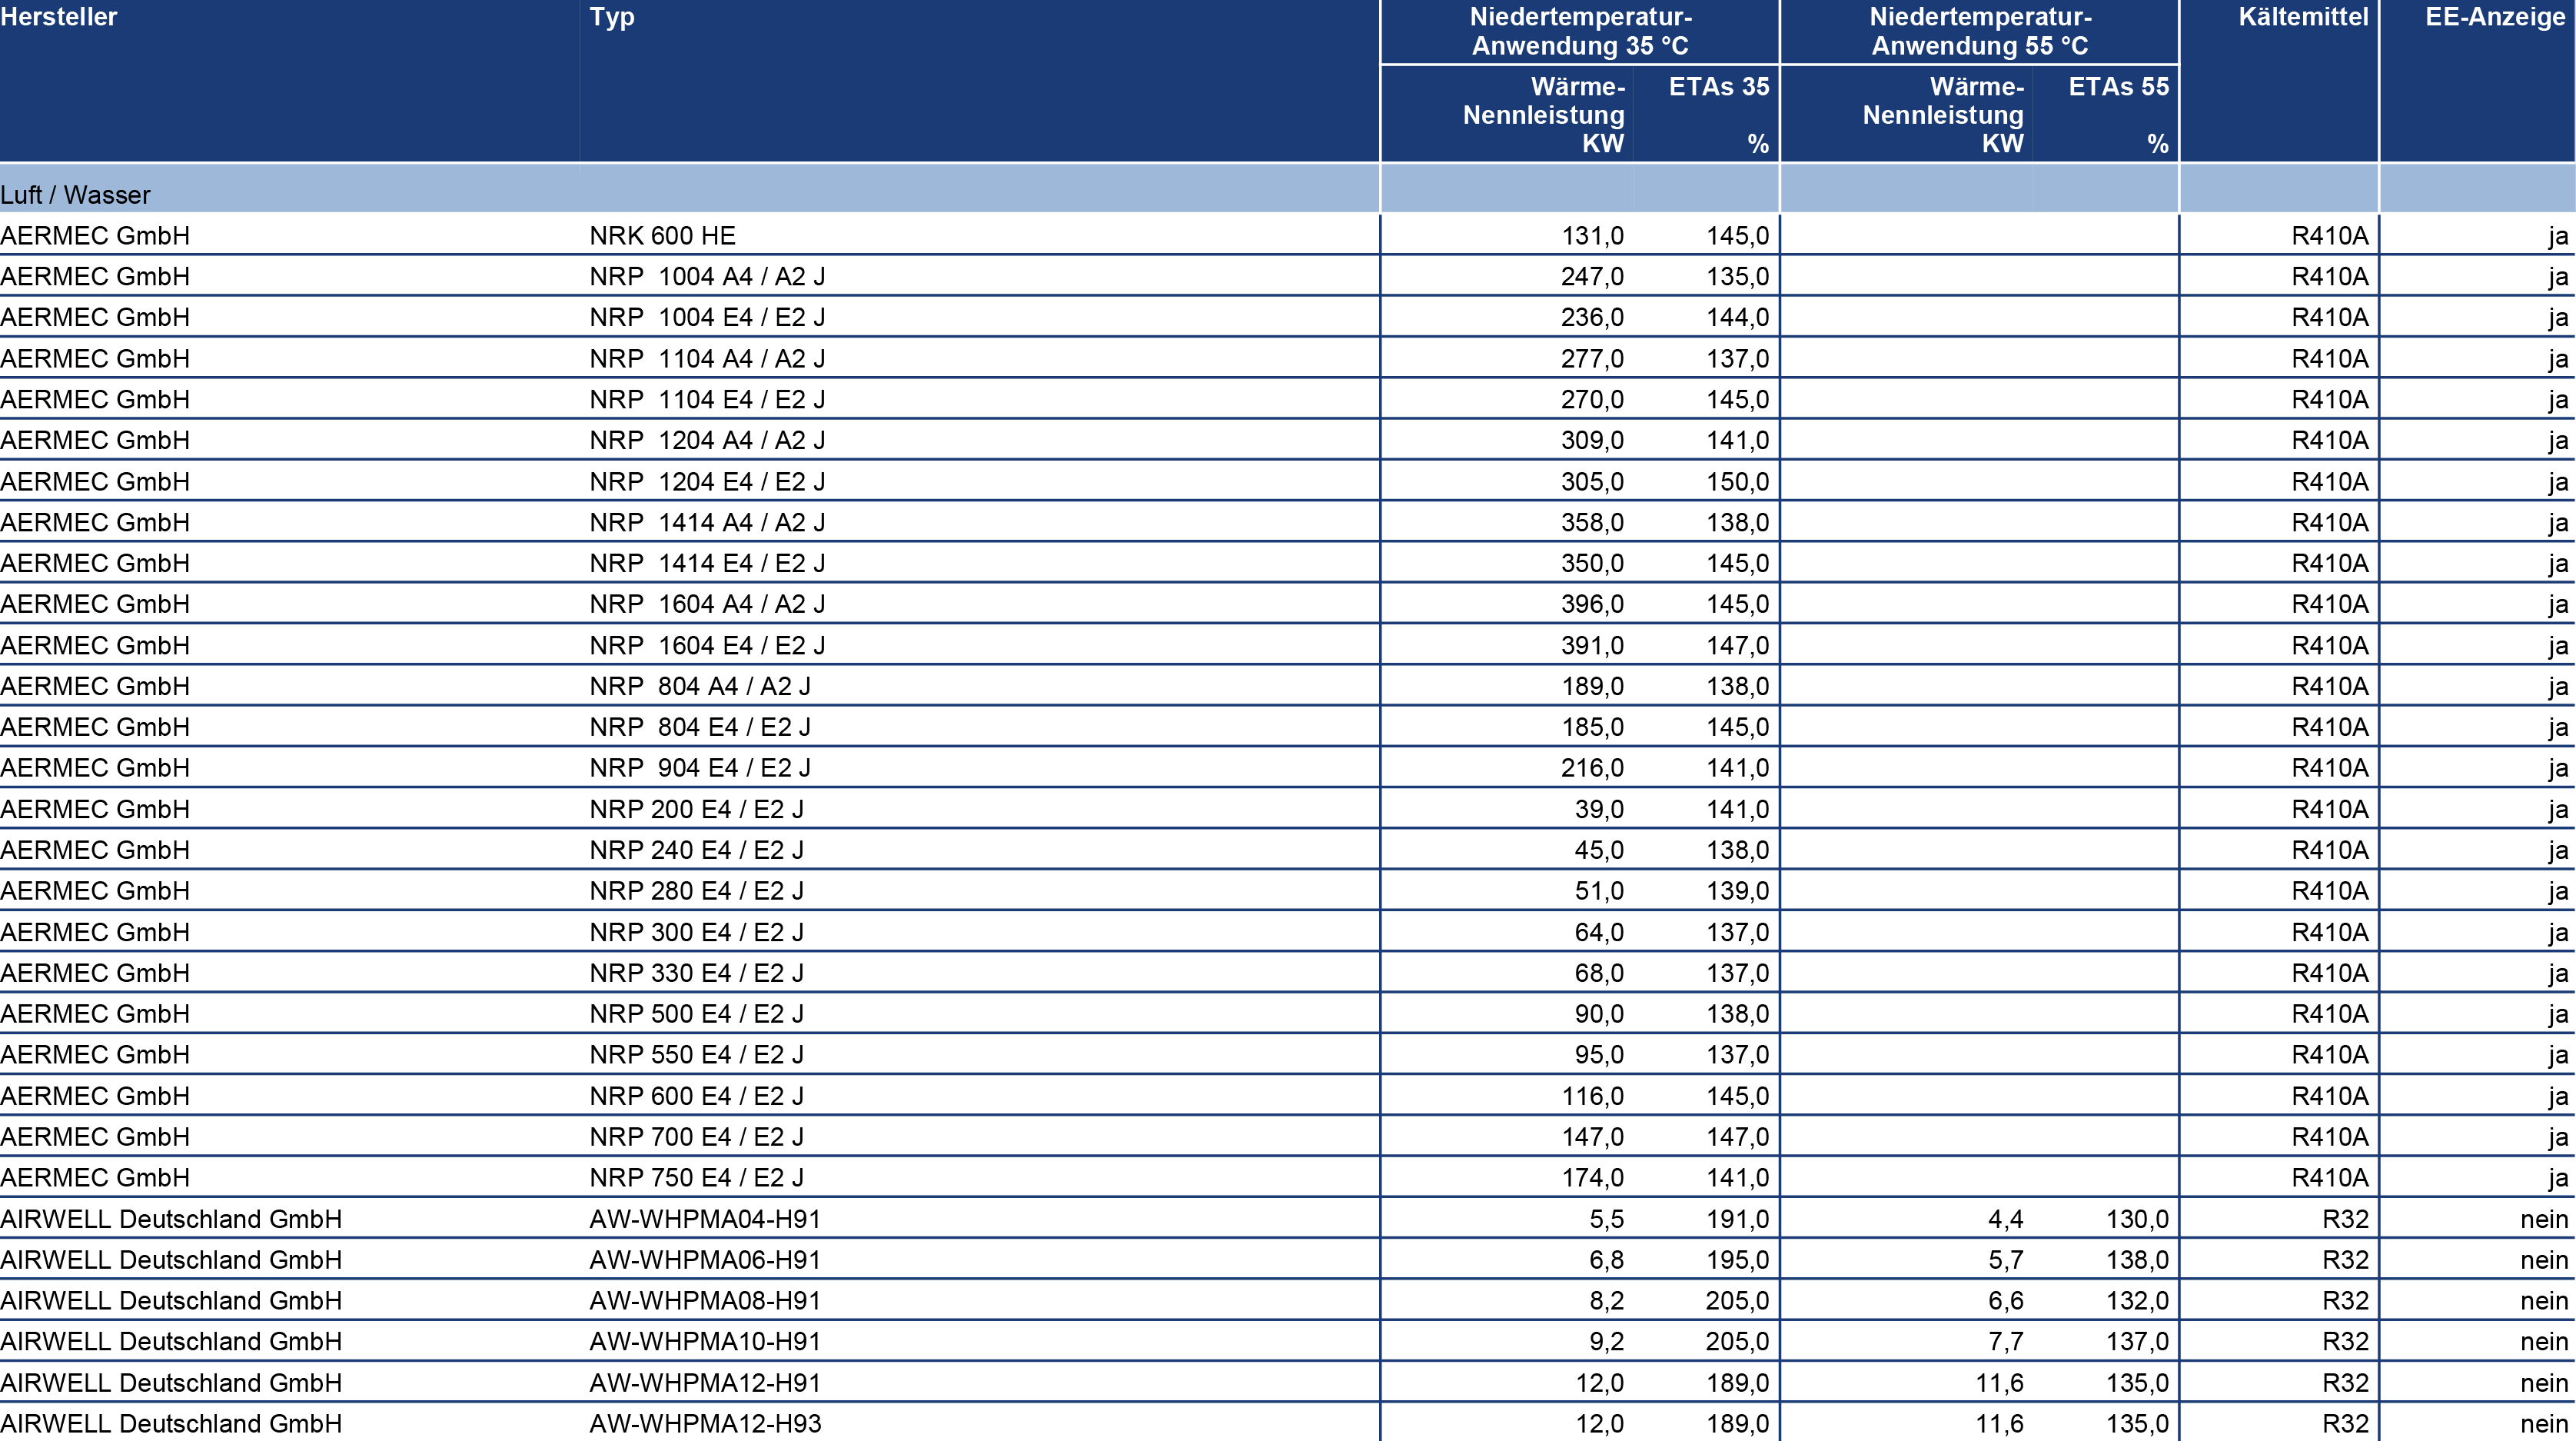 Hersteller Typ Niedertemperatur- Niedertemperatur- Kältemittel EE-Anzeige
Anwendung 35 °C Anwendung 55 °C
Wärme- ETAs 35 Wärme- ETAs 55
Nennleistung Nennleistung
KW % KW %
Luft / Wasser
AERMEC GmbH NRK 600 HE 131,0 145,0 R410A ja
AERMEC GmbH NRP  1004 A4 / A2 J 247,0 135,0 R410A ja
AERMEC GmbH NRP  1004 E4 / E2 J 236,0 144,0 R410A ja
AERMEC GmbH NRP  1104 A4 / A2 J 277,0 137,0 R410A ja
AERMEC GmbH NRP  1104 E4 / E2 J 270,0 145,0 R410A ja
AERMEC GmbH NRP  1204 A4 / A2 J 309,0 141,0 R410A ja
AERMEC GmbH NRP  1204 E4 / E2 J 305,0 150,0 R410A ja
AERMEC GmbH NRP  1414 A4 / A2 J 358,0 138,0 R410A ja
AERMEC GmbH NRP  1414 E4 / E2 J 350,0 145,0 R410A ja
AERMEC GmbH NRP  1604 A4 / A2 J 396,0 145,0 R410A ja
AERMEC GmbH NRP  1604 E4 / E2 J 391,0 147,0 R410A ja
AERMEC GmbH NRP  804 A4 / A2 J 189,0 138,0 R410A ja
AERMEC GmbH NRP  804 E4 / E2 J 185,0 145,0 R410A ja
AERMEC GmbH NRP  904 E4 / E2 J 216,0 141,0 R410A ja
AERMEC GmbH NRP 200 E4 / E2 J 39,0 141,0 R410A ja
AERMEC GmbH NRP 240 E4 / E2 J 45,0 138,0 R410A ja
AERMEC GmbH NRP 280 E4 / E2 J 51,0 139,0 R410A ja
AERMEC GmbH NRP 300 E4 / E2 J 64,0 137,0 R410A ja
AERMEC GmbH NRP 330 E4 / E2 J 68,0 137,0 R410A ja
AERMEC GmbH NRP 500 E4 / E2 J 90,0 138,0 R410A ja
AERMEC GmbH NRP 550 E4 / E2 J 95,0 137,0 R410A ja
AERMEC GmbH NRP 600 E4 / E2 J 116,0 145,0 R410A ja
AERMEC GmbH NRP 700 E4 / E2 J 147,0 147,0 R410A ja
AERMEC GmbH NRP 750 E4 / E2 J 174,0 141,0 R410A ja
AIRWELL Deutschland GmbH AW-WHPMA04-H91 5,5 191,0 4,4 130,0 R32 nein
AIRWELL Deutschland GmbH AW-WHPMA06-H91 6,8 195,0 5,7 138,0 R32 nein
AIRWELL Deutschland GmbH AW-WHPMA08-H91 8,2 205,0 6,6 132,0 R32 nein
AIRWELL Deutschland GmbH AW-WHPMA10-H91 9,2 205,0 7,7 137,0 R32 nein
AIRWELL Deutschland GmbH AW-WHPMA12-H91 12,0 189,0 11,6 135,0 R32 nein
AIRWELL Deutschland GmbH AW-WHPMA12-H93 12,0 189,0 11,6 135,0 R32 nein